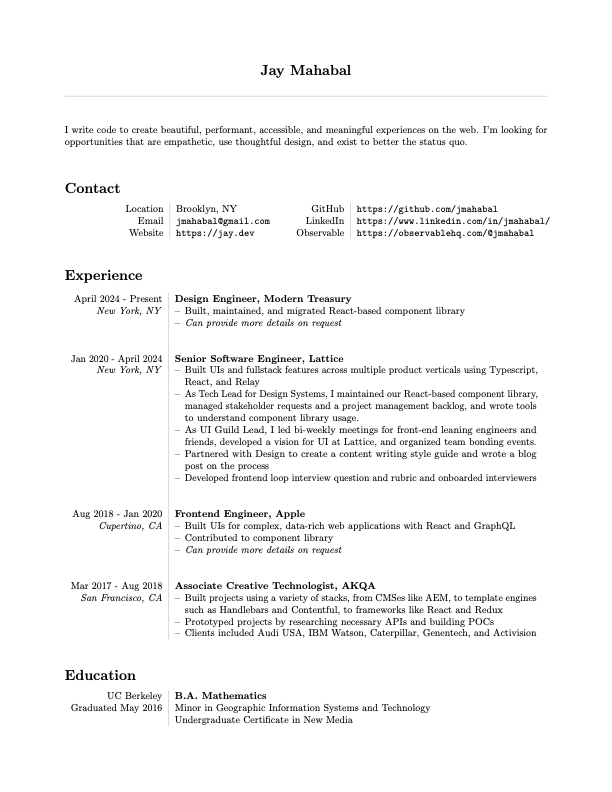 Jay Mahabal
I write code to create beautiful, performant, accessible, and meaningful experiences on the web. I'm looking for
opportunities that are empathetic, use thoughtful design, and exist to better the status quo.
Contact
Location Brooklyn, NY
Email jmahabal@gmail.com
Website https://jay.dev
GitHub https://github.com/jmahabal
LinkedIn https://www.linkedin.com/in/jmahabal/
Observable https://observablehq.com/@jmahabal
Experience
April 2024 - Present
New York, NY
Design Engineer, Modern Treasury
– Built, maintained, and migrated React-based component library
– Can provide more details on request
Jan 2020 - April 2024
New York, NY
Senior Software Engineer, Lattice
– Built UIs and fullstack features across multiple product verticals using Typescript,
React, and Relay
– As Tech Lead for Design Systems, I maintained our React-based component library,
managed stakeholder requests and a project management backlog, and wrote tools
to understand component library usage.
– As UI Guild Lead, I led bi-weekly meetings for front-end leaning engineers and
friends, developed a vision for UI at Lattice, and organized team bonding events.
– Partnered with Design to create a content writing style guide and wrote a blog
post on the process
– Developed frontend loop interview question and rubric and onboarded interviewers
Aug 2018 - Jan 2020
Cupertino, CA
Frontend Engineer, Apple
– Built UIs for complex, data-rich web applications with React and GraphQL
– Contributed to component library
– Can provide more details on request
Mar 2017 - Aug 2018
San Francisco, CA
Associate Creative Technologist, AKQA
– Built projects using a variety of stacks, from CMSes like AEM, to template engines
such as Handlebars and Contentful, to frameworks like React and Redux
– Prototyped projects by researching necessary APIs and building POCs
– Clients included Audi USA, IBM Watson, Caterpillar, Genentech, and Activision
Education
UC Berkeley
Graduated May 2016
B.A. Mathematics
Minor in Geographic Information Systems and Technology
Undergraduate Certificate in New Media